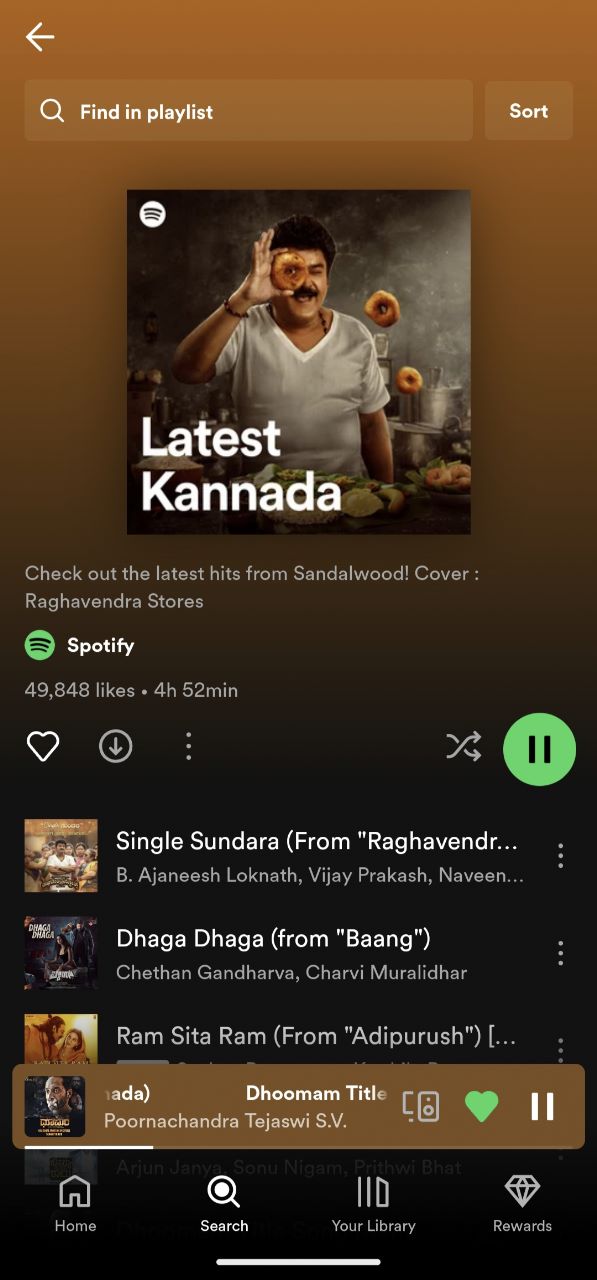 Find in playlist
Sort
Latest
Kannada
Check out the latest hits from Sandalwood! Cover :
Raghavendra Stores
Spotify
49,848 likes • 4h 52min
Single Sundara (From "Raghavendr...
B. Ajaneesh Loknath, Vijay Prakash, Naveen...
Dhaga Dhaga (from "Baang")
Chethan Gandharva, Charvi Muralidhar
DHAGA
DHAGA
Ram Sita Ram (From "Adipurush") [...
ada) Dhoomam Title
Poornachandra Tejaswi S.V.
Arjun Janya, Sonu Nigam, Prithwi Bhat
Home
Search
Your Library
Rewards